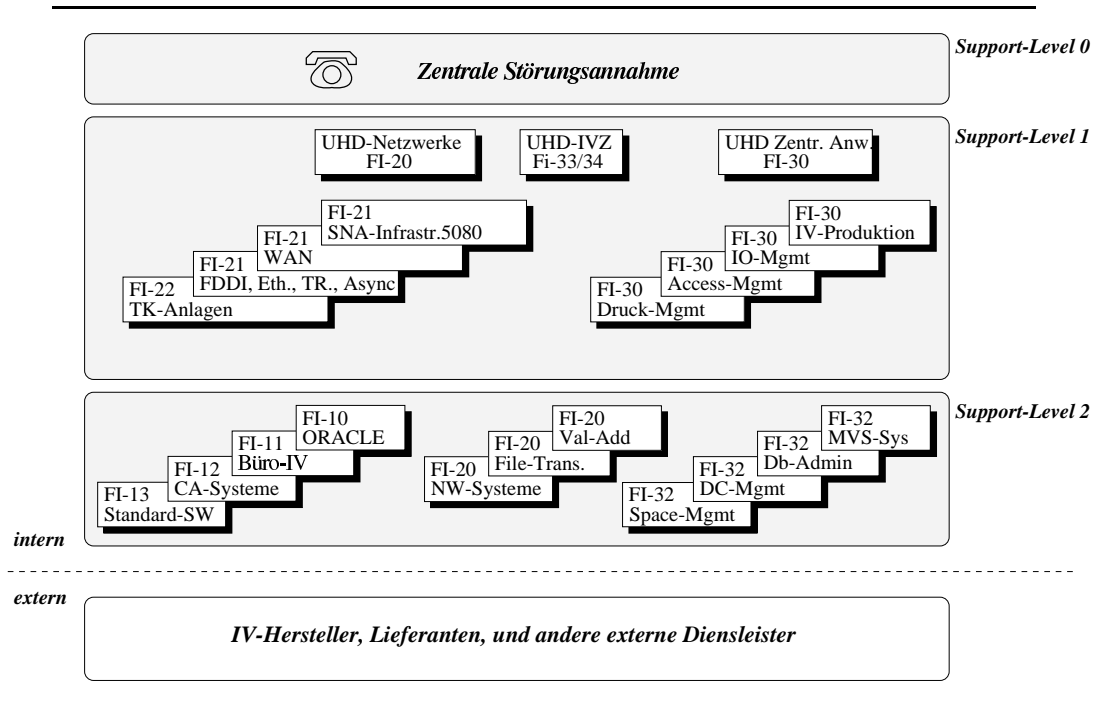 Support-Level 0
Zentrale Störungsannahme
Support-Level 1
UHD-Netzwerke
FI-20
UHD-IVZ
Fi-33/34
UHD Zentr. Anw.
FI-30
FI-21
SNA-Infrastr.5080
FI-21
WAN
FI-21
FDDI, Eth., TR., Async
FI-22
TK-Anlagen
FI-30
IV-Produktion
FI-30
IO-Mgmt
FI-30
Access-Mgmt
FI-30
Druck-Mgmt
Support-Level 2
FI-10
ORACLE
FI-11
Büro-IV
FI-12
CA-Systeme
FI-13
Standard-SW
FI-20
Val-Add
FI-20
File-Trans.
FI-20
NW-Systeme
FI-32
MVS-Sys
FI-32
Db-Admin
FI-32
DC-Mgmt
FI-32
Space-Mgmt
intern
extern
IV-Hersteller, Lieferanten, und andere externe Diensleister